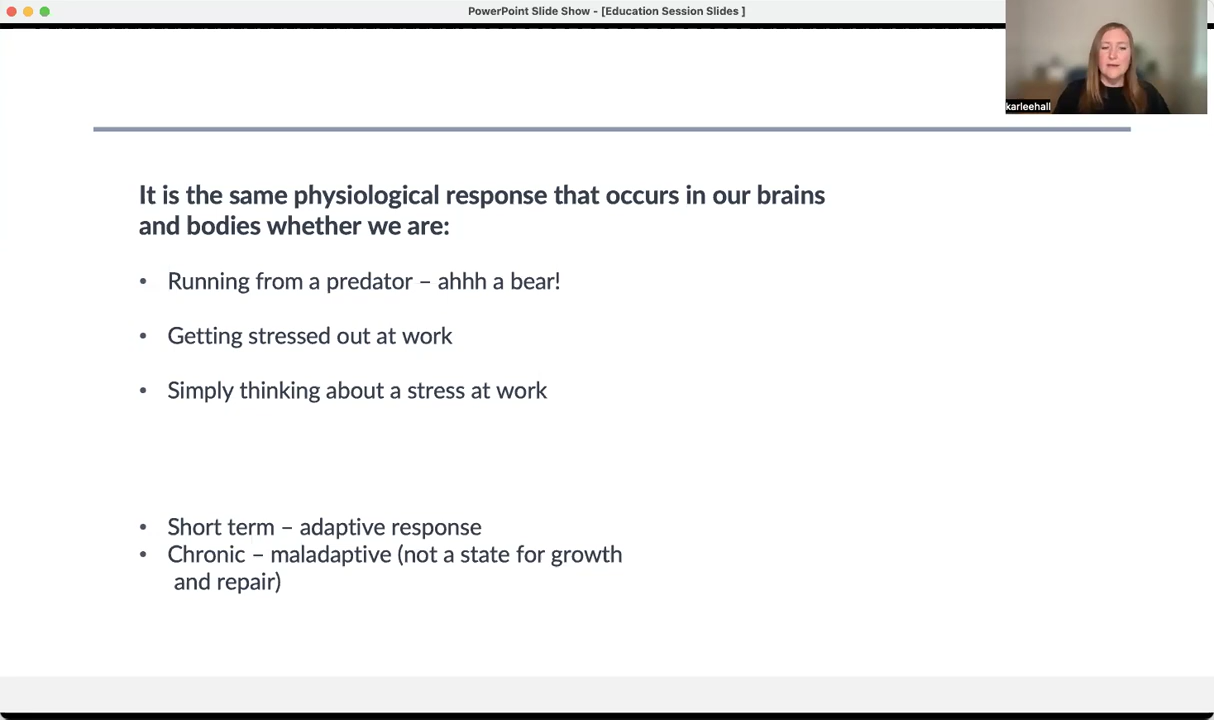 PowerPoint Slide Show - [Education Session Slides ]
karleehall
It is the same physiological response that occurs in our brains
and bodies whether we are:
• Running from a predator – ahhh a bear!
• Getting stressed out at work
• Simply thinking about a stress at work
• Short term – adaptive response
• Chronic – maladaptive (not a state for growth
and repair)